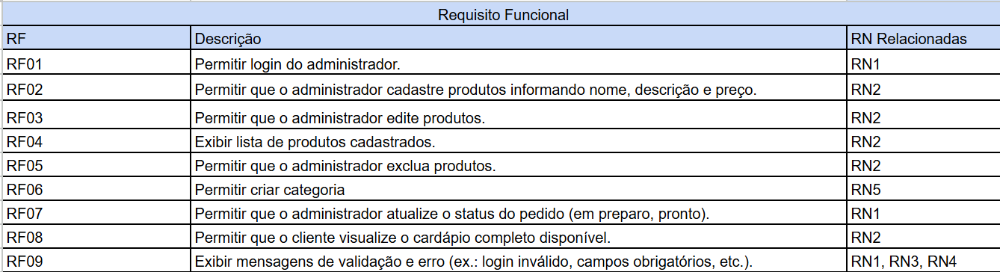 Requisito Funcional
RF Descrição RN Relacionadas
RF01 Permitir login do administrador. RN1
RF02 Permitir que o administrador cadastre produtos informando nome, descrição e preço. RN2
RF03 Permitir que o administrador edite produtos. RN2
RF04 Exibir lista de produtos cadastrados. RN2
RF05 Permitir que o administrador exclua produtos. RN2
RF06 Permitir criar categoria RN5
RF07 Permitir que o administrador atualize o status do pedido (em preparo, pronto). RN1
RF08 Permitir que o cliente visualize o cardápio completo disponível. RN2
RF09 Exibir mensagens de validação e erro (ex.: login inválido, campos obrigatórios, etc.). RN1, RN3, RN4